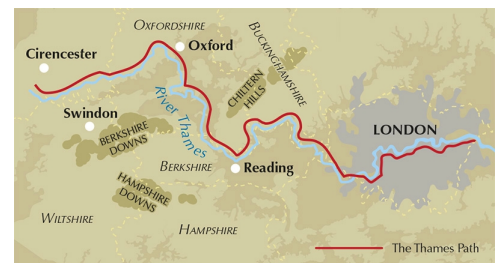 OXFORDSHIRE
Cirencester
Oxford
BUCKINGHAMSHIRE
CHILTERN
HILLS
Swindon
River Thames
BERKSHIRE
DOWNS
LONDON
BERKSHIRE
Reading
HAMPSHIRE
DOWNS
WILTSHIRE
HAMPSHIRE
The Thames Path